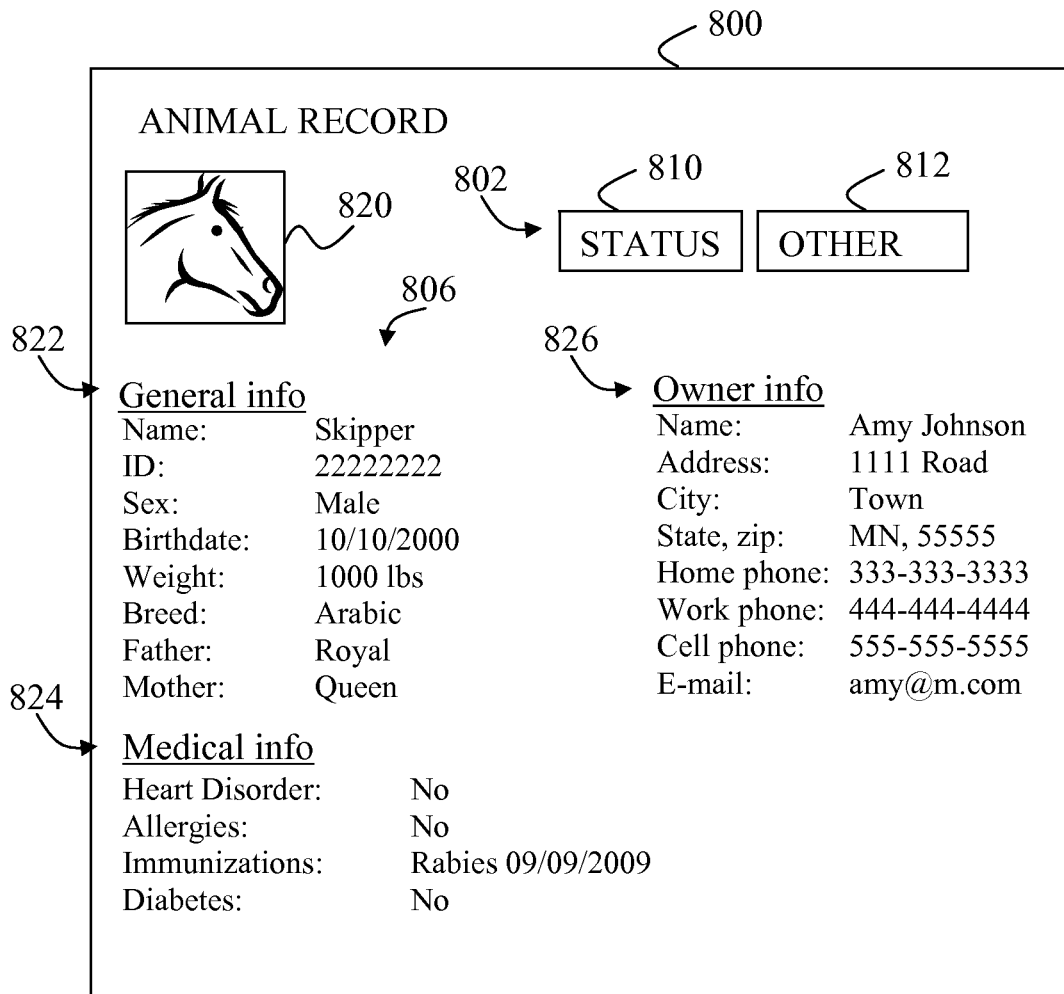 800
ANIMAL RECORD
820
802
810
812
STATUS
OTHER
806
822
General info
Name: Skipper
ID: 22222222
Sex: Male
Birthdate: 10/10/2000
Weight: 1000 lbs
Breed: Arabic
Father: Royal
Mother: Queen
826
Owner info
Name: Amy Johnson
Address: 1111 Road
City: Town
State, zip: MN, 55555
Home phone: 333-333-3333
Work phone: 444-444-4444
Cell phone: 555-555-5555
E-mail: amy@m.com
824
Medical info
Heart Disorder: No
Allergies: No
Immunizations: Rabies 09/09/2009
Diabetes: No